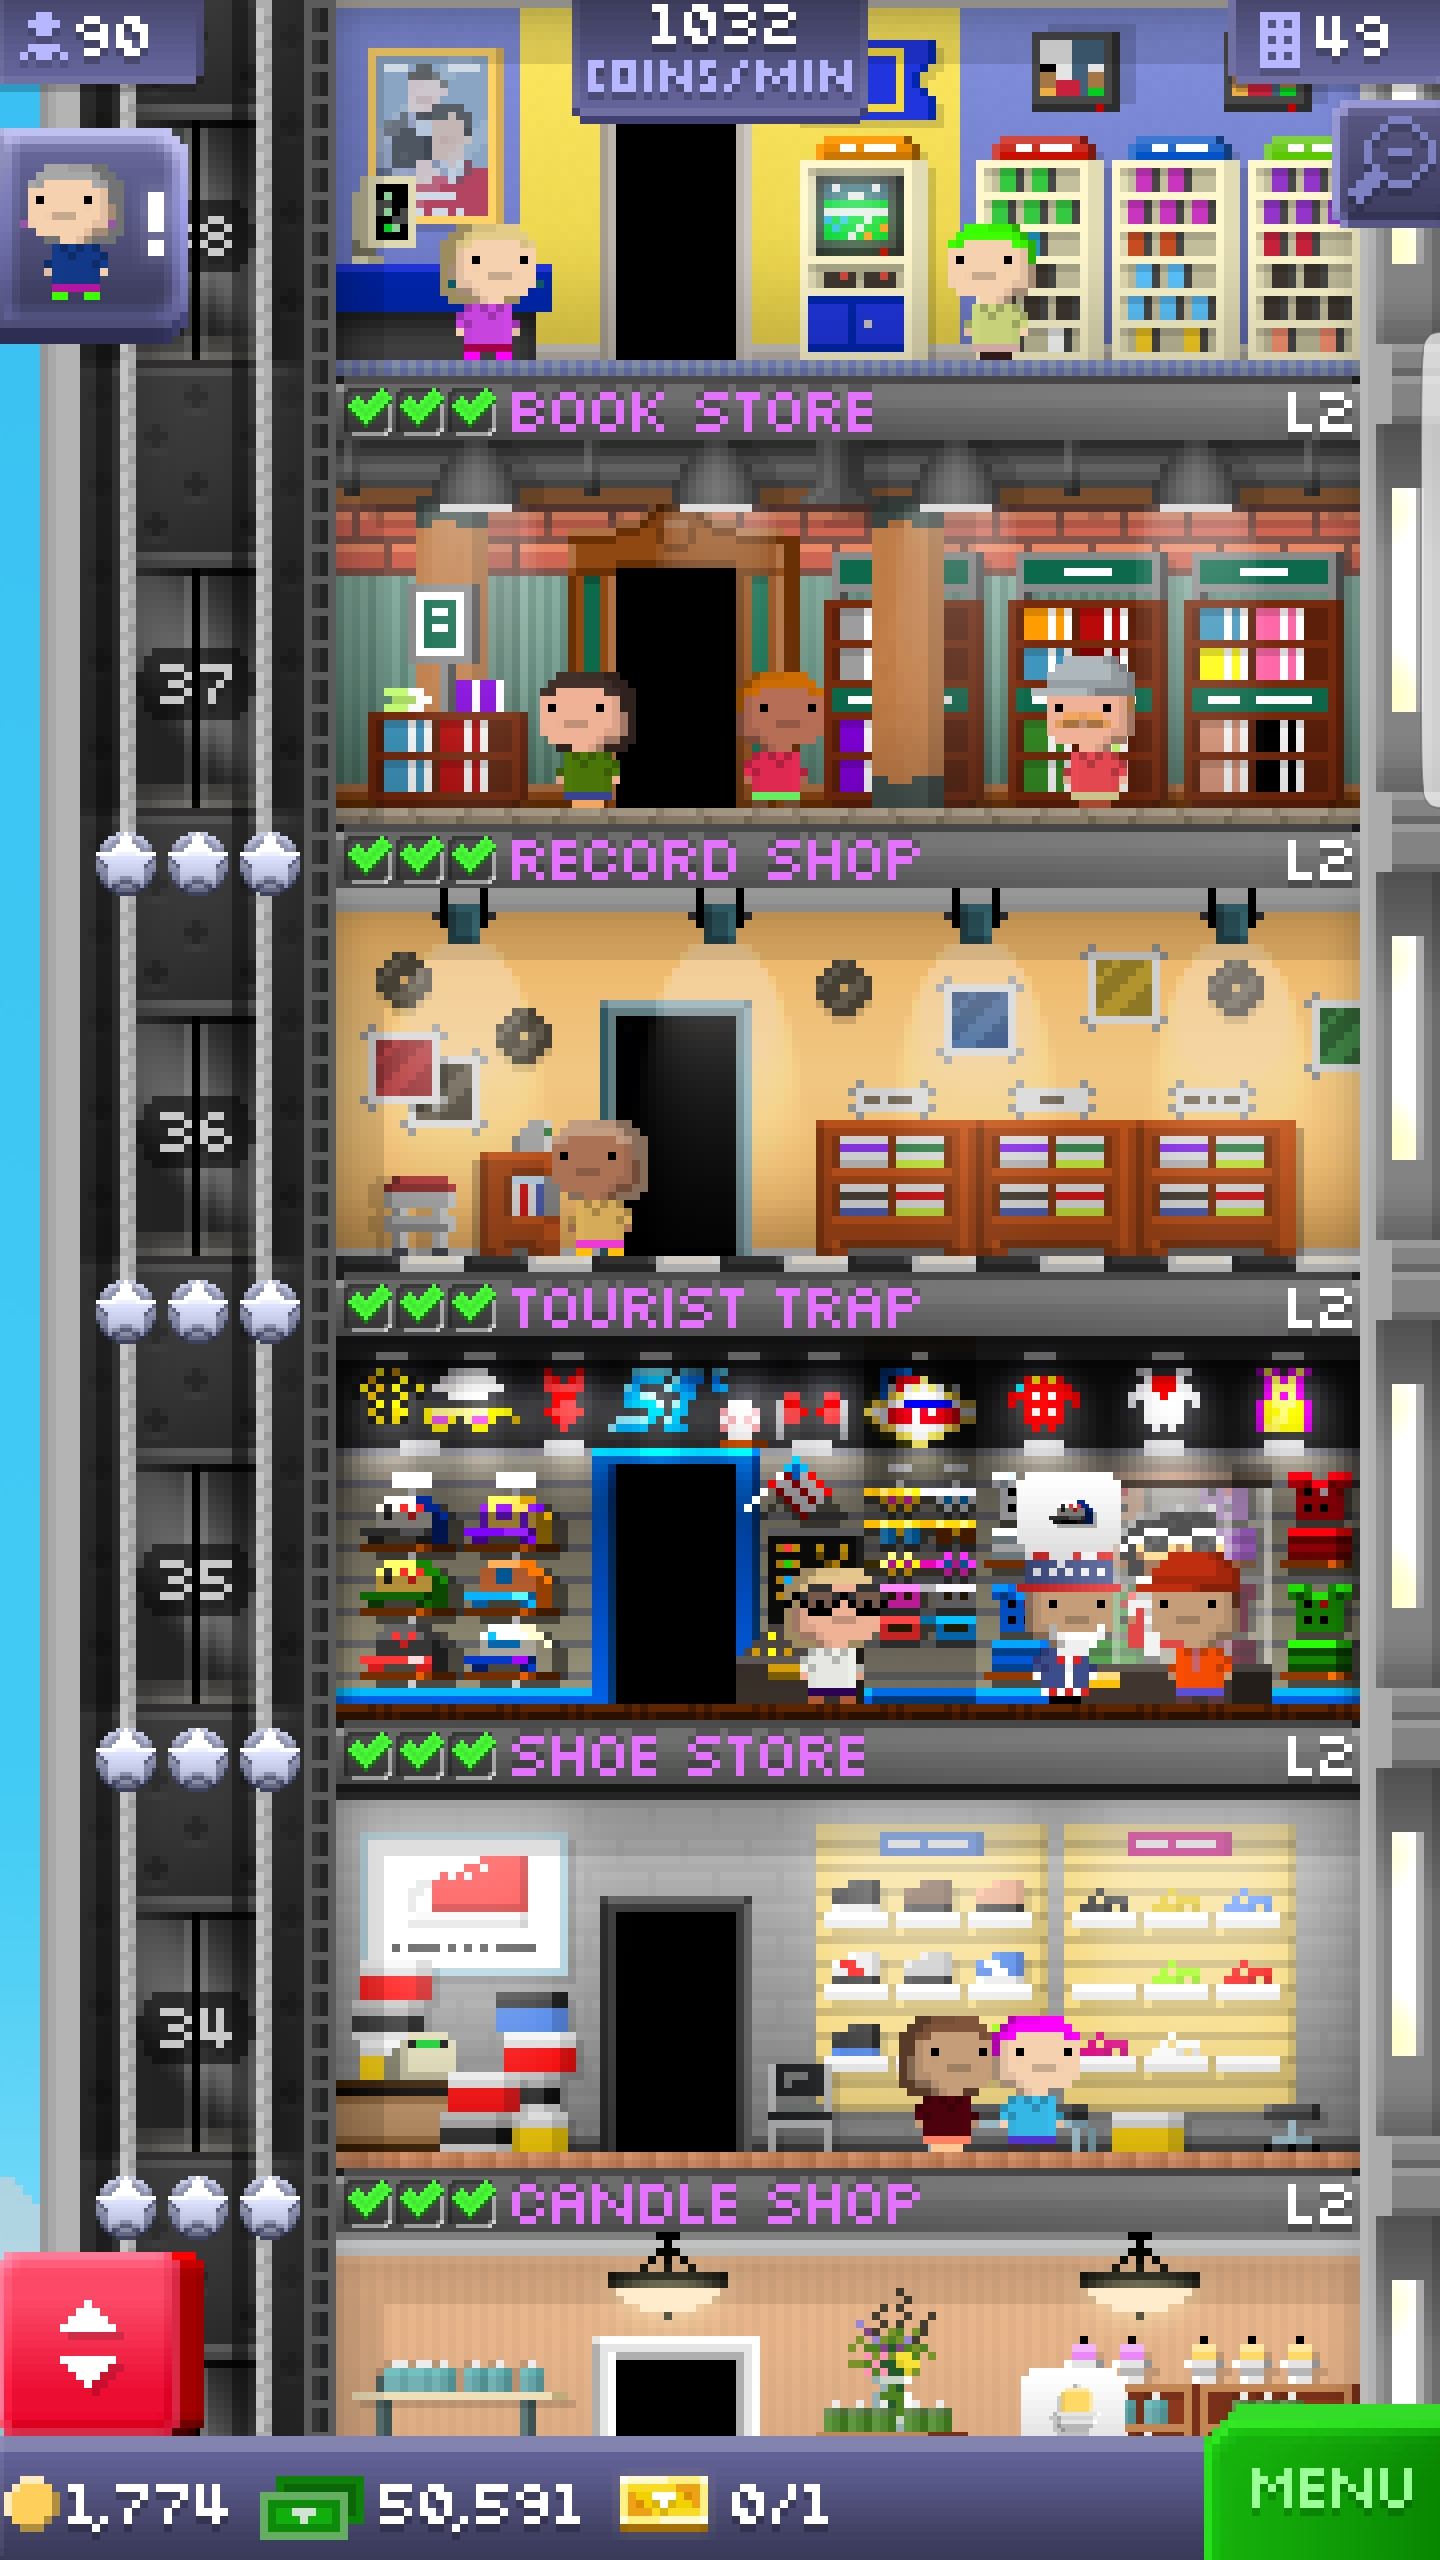 90
1032
COINS/MIN
49
!
38
BOOK STORE
L2
37
RECORD SHOP
L2
36
TOURIST TRAP
L2
35
SHOE STORE
L2
34
CANDLE SHOP
L2
1,774
50,591
0/1
MENU